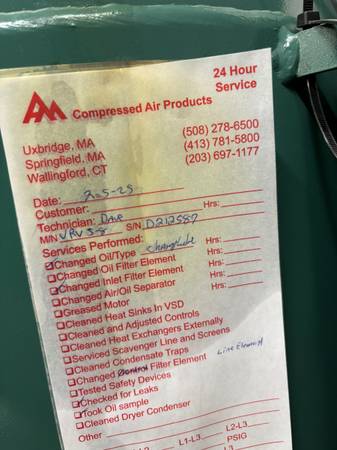 24 Hour
Service
AM Compressed Air Products
Uxbridge, MA (508) 278-6500
Springfield, MA (413) 781-5800
Wallingford, CT (203) 697-1177
Date: 2-5-25
Customer:
Technician: Dave Hrs:
M/N VRV S/N D212587
Services Performed:
Changed Oil/Type Hrs:
Changed Oil Filter Element Hrs:
Changed Inlet Filter Element Hrs:
Changed Air/Oil Separator Hrs:
Greased Motor Hrs:
Cleaned Heat Sinks In VSD
Cleaned and Adjusted Controls
Cleaned Heat Exchangers Externally
Serviced Scavenger Line and Screens
Cleaned Condensate Traps
Changed Control Filter Element Line Element
Tested Safety Devices
Checked for Leaks
Took Oil sample
Cleaned Dryer Condenser
Other
L1-L3
L2-L3
PSIG